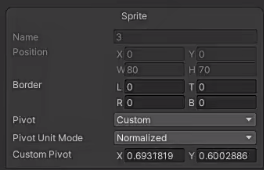 Sprite
Name 3
Position X 0 Y 0
W 80 H 70
Border L 0 T 0
R 0 B 0
Pivot Custom
Pivot Unit Mode Normalized
Custom Pivot X 0.6931819 Y 0.6002886